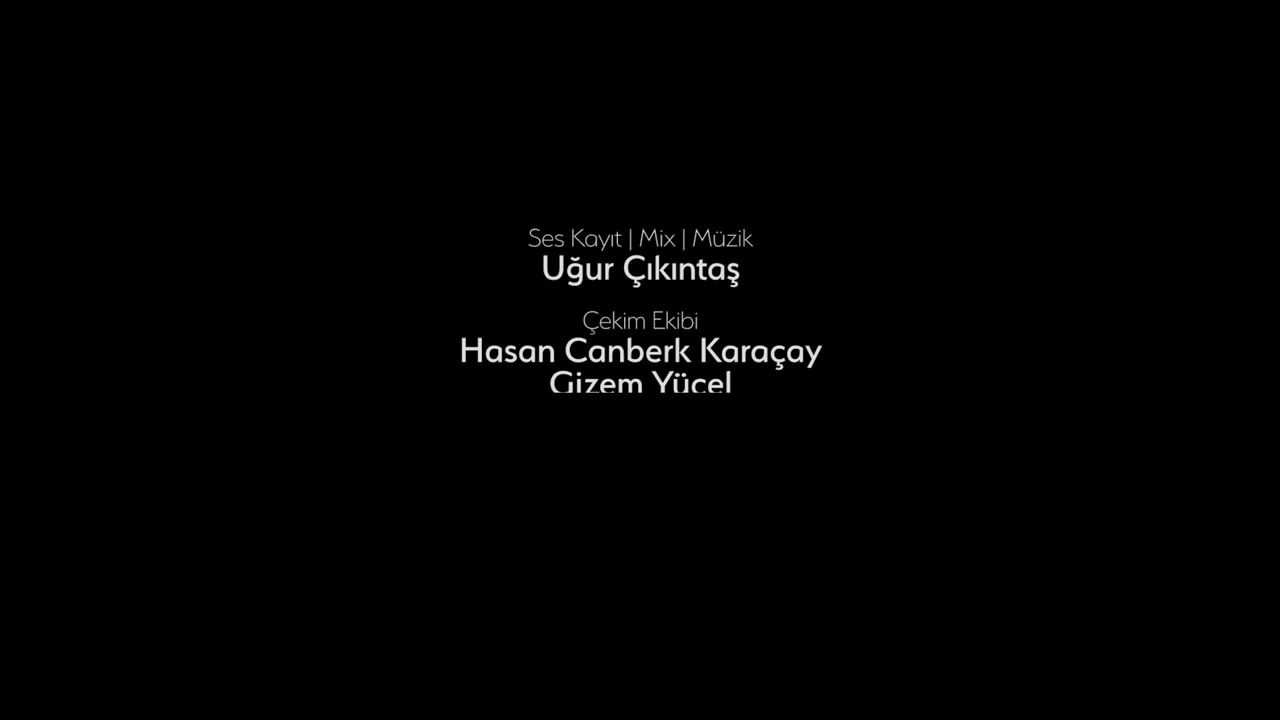 Ses Kayıt | Mix | Müzik
Uğur Çıkıntaş
Çekim Ekibi
Hasan Canberk Karaçay
Gizem Yücel